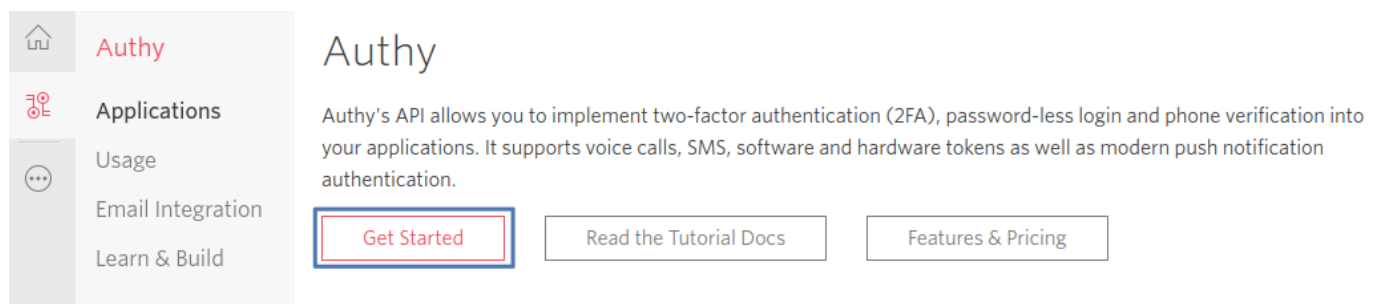 Authy
Applications
Usage
Email Integration
Learn & Build
Authy
Authy's API allows you to implement two-factor authentication (2FA), password-less login and phone verification into
your applications. It supports voice calls, SMS, software and hardware tokens as well as modern push notification
authentication.
Get Started
Read the Tutorial Docs
Features & Pricing